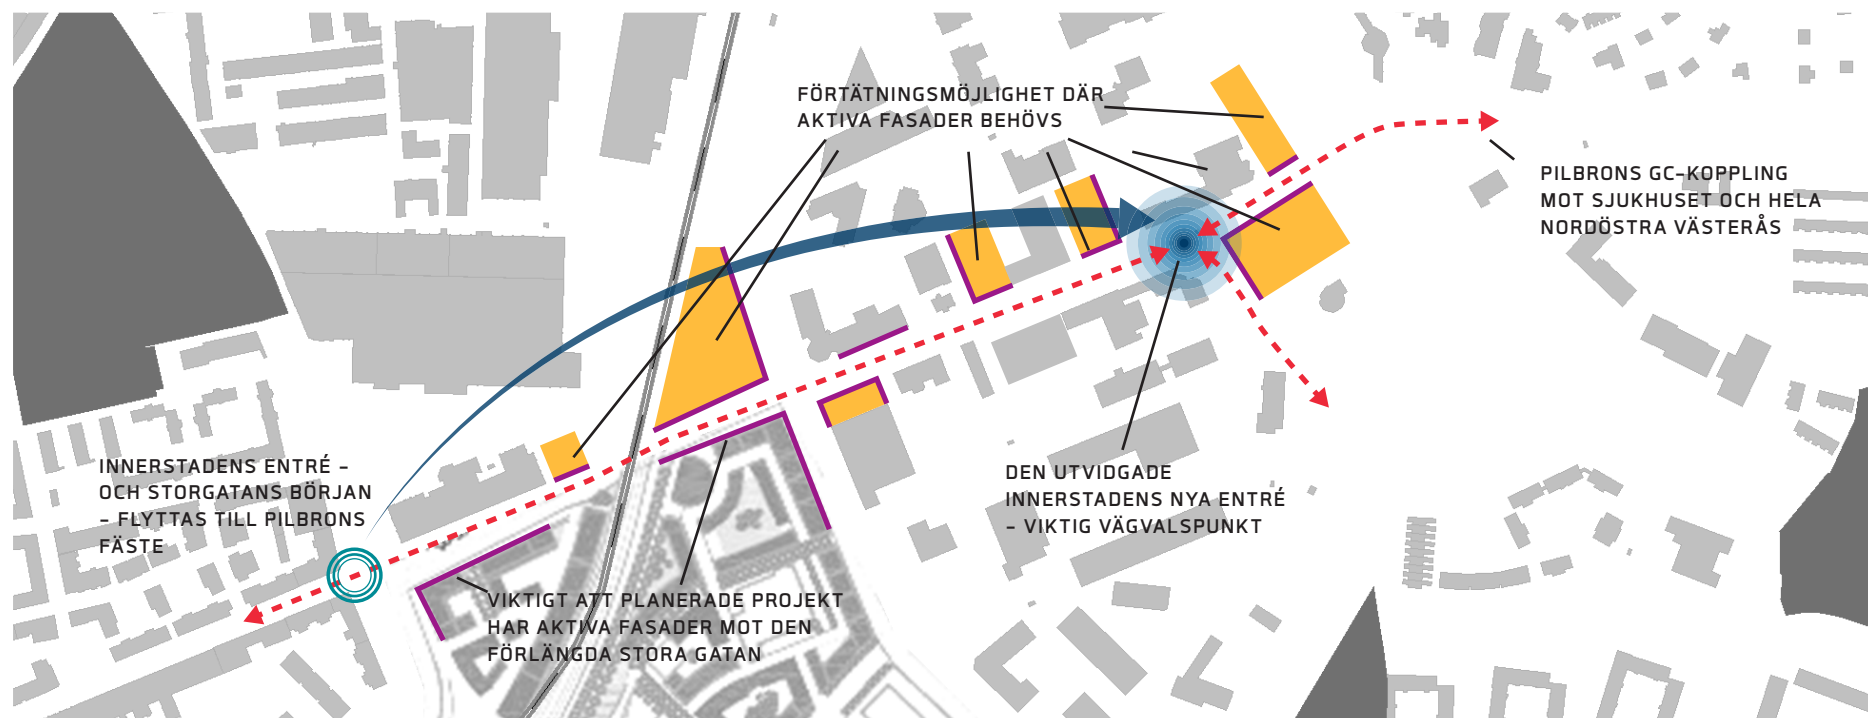 FÖRTÄTNINGSMÖJLIGHET DÄR
AKTIVA FASADER BEHÖVS
PILBRONS GC-KOPPLING
MOT SJUKHUSET OCH HELA
NORDÖSTRA VÄSTERÅS
INNERSTADENS ENTRÉ –
OCH STORGATANS BÖRJAN
– FLYTTAS TILL PILBRONS
FÄSTE
DEN UTVIDGADE
INNERSTADENS NYA ENTRÉ
– VIKTIG VÄGVALSPUNKT
VIKTIGT ATT PLANERADE PROJEKT
HAR AKTIVA FASADER MOT DEN
FÖRLÄNGDA STORA GATAN